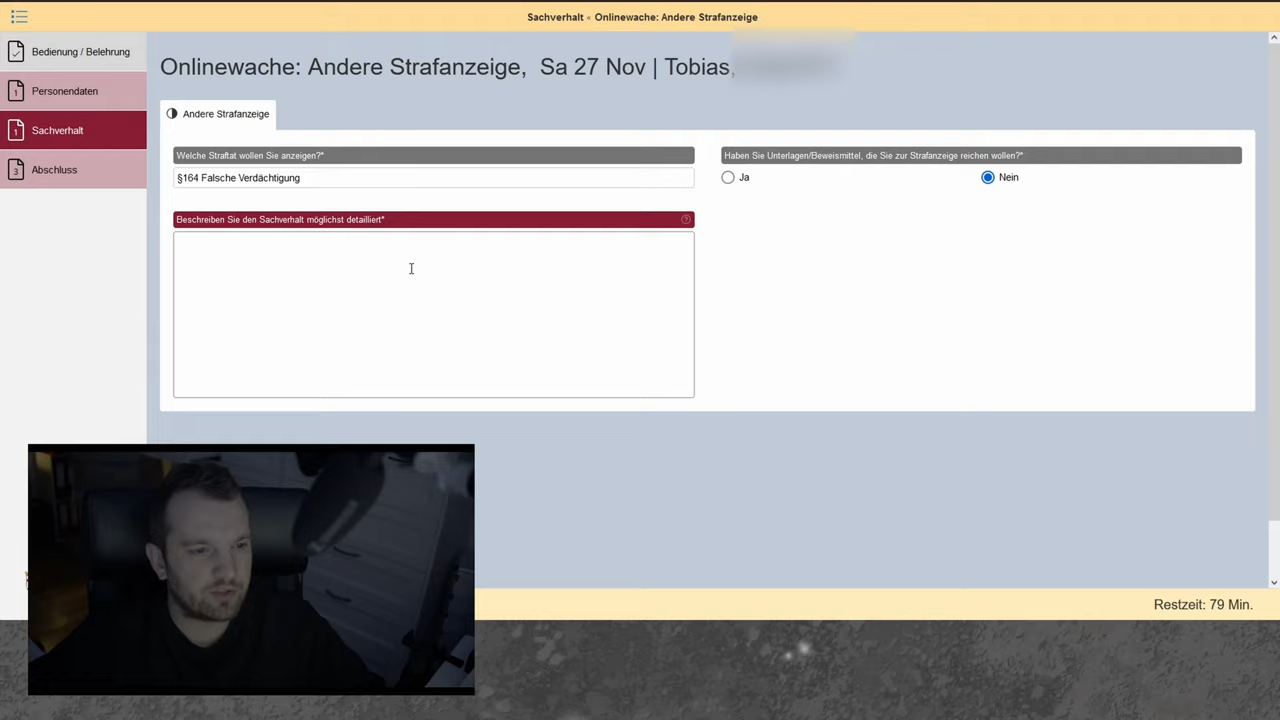 Sachverhalt « Onlinewache: Andere Strafanzeige
Bedienung / Belehrung
Personendaten
Sachverhalt
Abschluss
Onlinewache: Andere Strafanzeige, Sa 27 Nov | Tobias,
Andere Strafanzeige
Welche Straftat wollen Sie anzeigen?*
§164 Falsche Verdächtigung
Beschreiben Sie den Sachverhalt möglichst detailliert*
Haben Sie Unterlagen/Beweismittel, die Sie zur Strafanzeige reichen wollen?*
Ja
Nein
Restzeit: 79 Min.